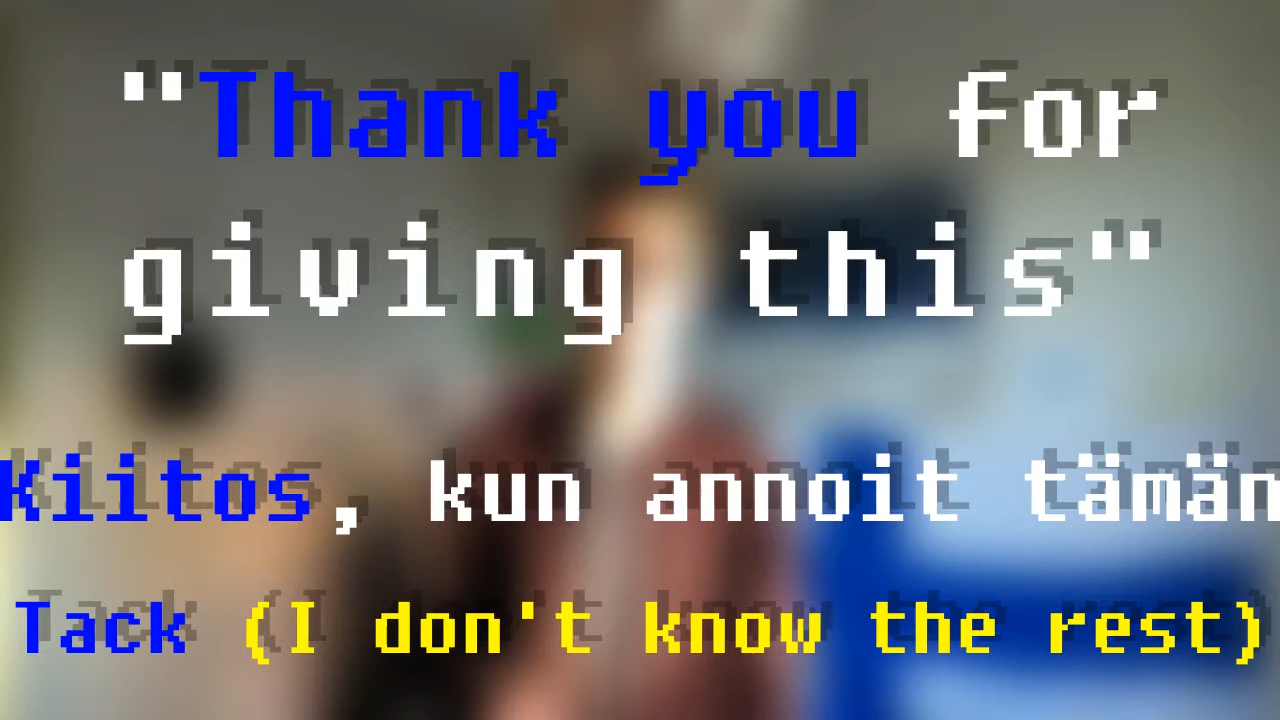 "Thank you for
giving this"
Kiitos, kun annoit tämän
Tack (I don't know the rest)